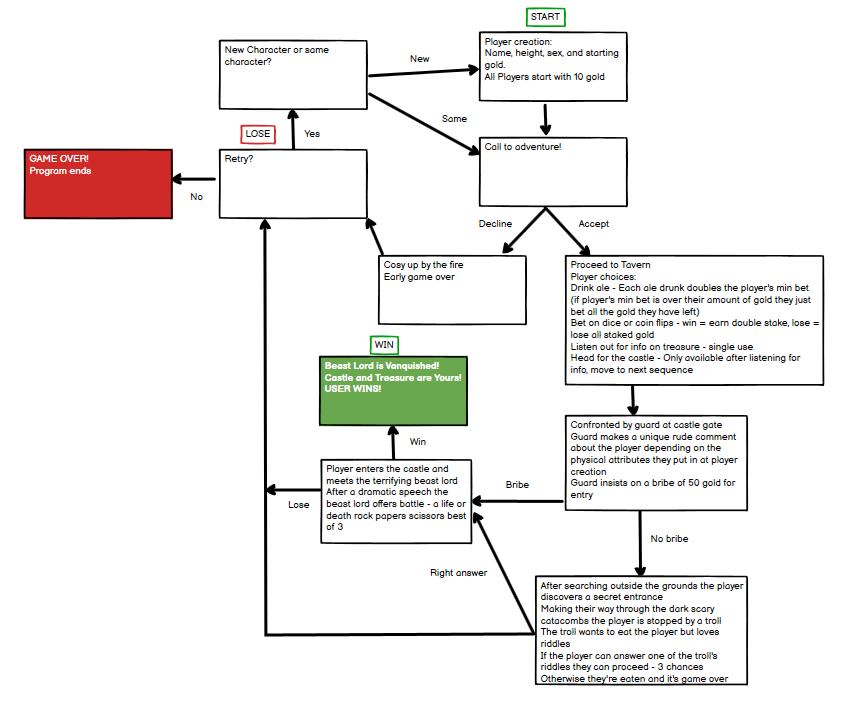 START
Player creation:
Name, height, sex, and starting
gold.
All Players start with 10 gold
New Character or same
character?
New
Same
LOSE
Yes
Retry?
GAME OVER!
Program ends
No
Call to adventure!
Decline
Accept
Cosy up by the fire
Early game over
Proceed to Tavern
Player choices:
Drink ale - Each ale drunk doubles the player's min bet
(if player's min bet is over their amount of gold they just
bet all the gold they have left)
Bet on dice or coin flips - win = earn double stake, lose =
lose all staked gold
Listen out for info on treasure - single use
Head for the castle - Only available after listening for
info, move to next sequence
WIN
Beast Lord is Vanquished!
Castle and Treasure are Yours!
USER WINS!
Win
Confronted by guard at castle gate
Guard makes a unique rude comment
about the player depending on the
physical attributes they put in at player
creation
Guard insists on a bribe of 50 gold for
entry
Player enters the castle and
meets the terrifying beast lord
After a dramatic speech the
beast lord offers battle - a life or
death rock papers scissors best
of 3
Bribe
Lose
No bribe
Right answer
After searching outside the grounds the player
discovers a secret entrance
Making their way through the dark scary
catacombs the player is stopped by a troll
The troll wants to eat the player but loves
riddles
If the player can answer one of the troll's
riddles they can proceed - 3 chances
Otherwise they're eaten and it's game over